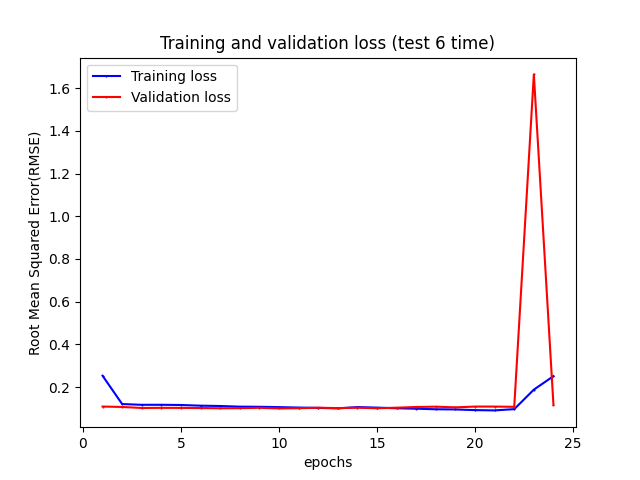 Training and validation loss (test 6 time)
Training loss
Validation loss
Root Mean Squared Error(RMSE)
1.6
1.4
1.2
1.0
0.8
0.6
0.4
0.2
0 5 10 15 20 25
epochs